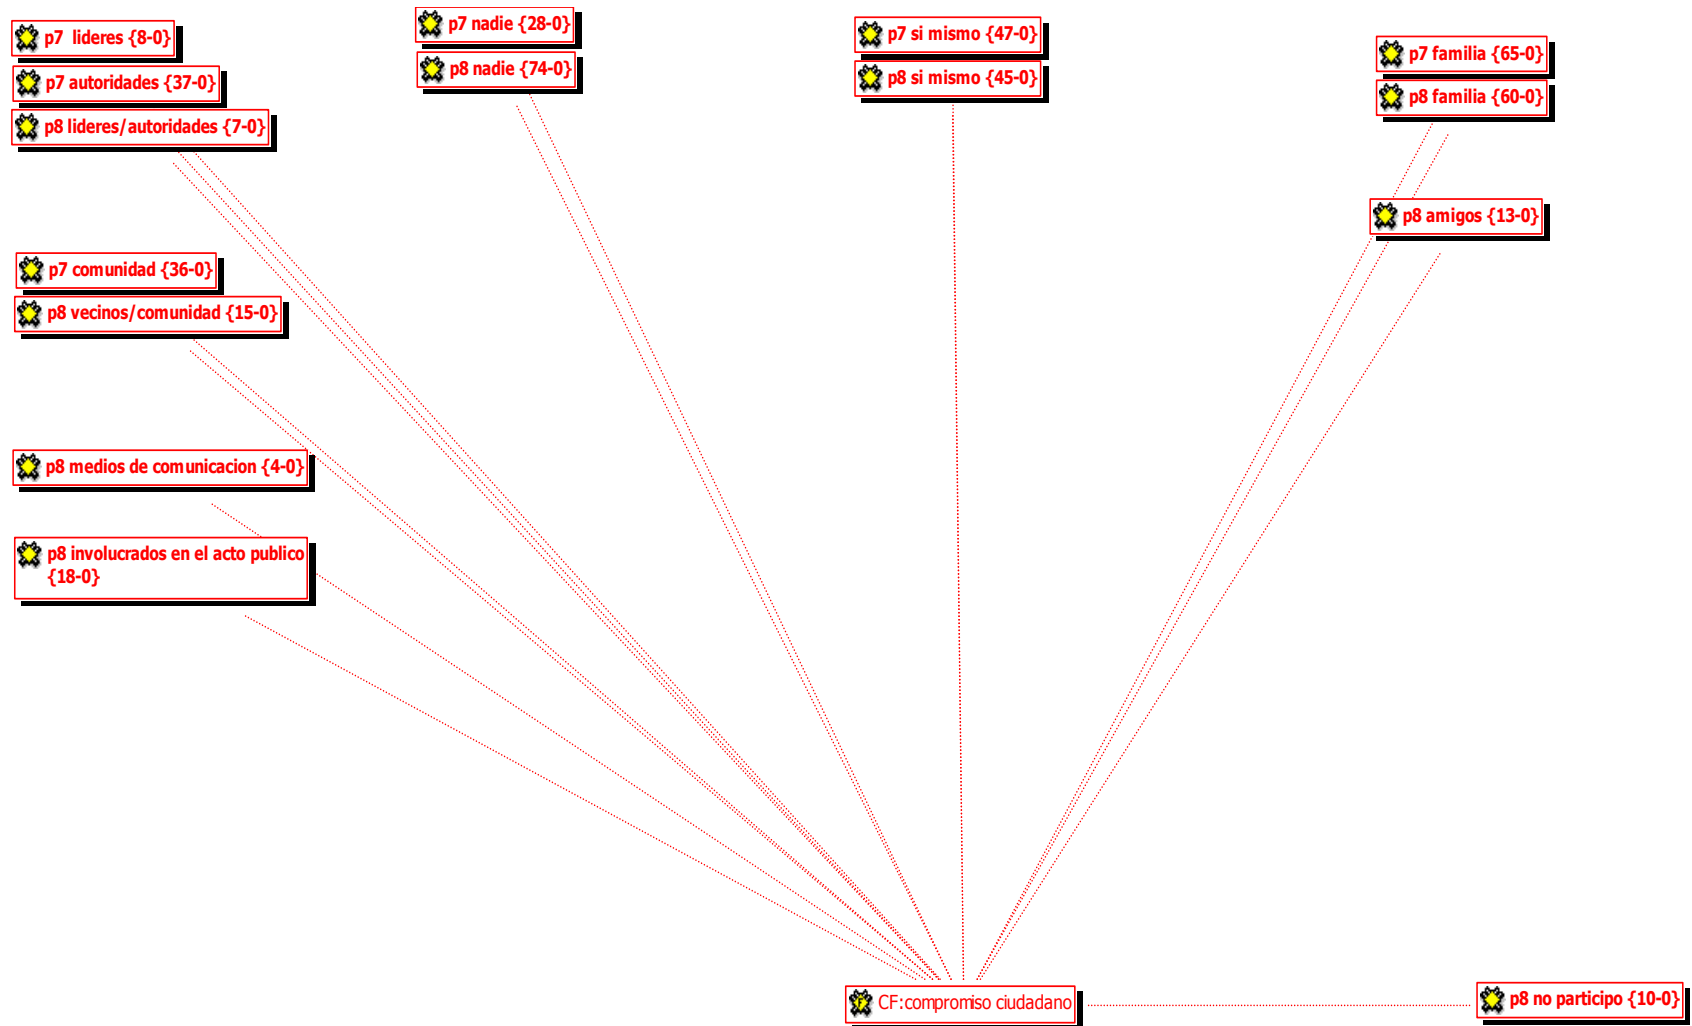 p7 lideres {8-0}
p7 autoridades {37-0}
p8 lideres/autoridades {7-0}
p7 nadie {28-0}
p8 nadie {74-0}
p7 si mismo {47-0}
p8 si mismo {45-0}
p7 familia {65-0}
p8 familia {60-0}
p8 amigos {13-0}
p7 comunidad {36-0}
p8 vecinos/comunidad {15-0}
p8 medios de comunicacion {4-0}
p8 involucrados en el acto publico
{18-0}
CF:compromiso ciudadano
p8 no participo {10-0}